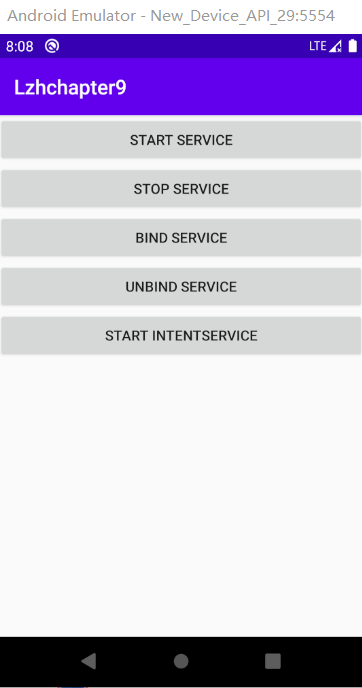 Android Emulator - New_Device_API_29:5554
8:08 LTE
Lzhchapter9
START SERVICE
STOP SERVICE
BIND SERVICE
UNBIND SERVICE
START INTENTSERVICE